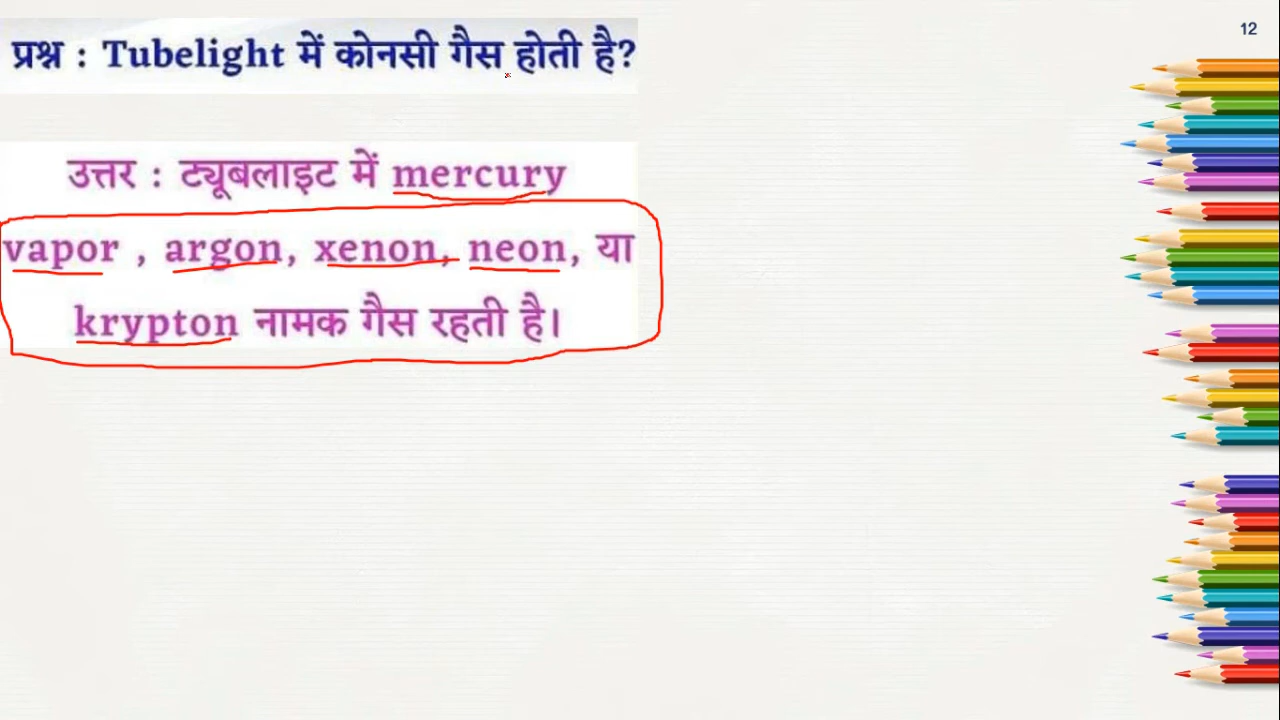 12
प्रश्न : Tubelight में कोनसी गैस होती है?
उत्तर : ट्यूबलाइट में mercury
vapor , argon, xenon, neon, या
krypton नामक गैस रहती है।